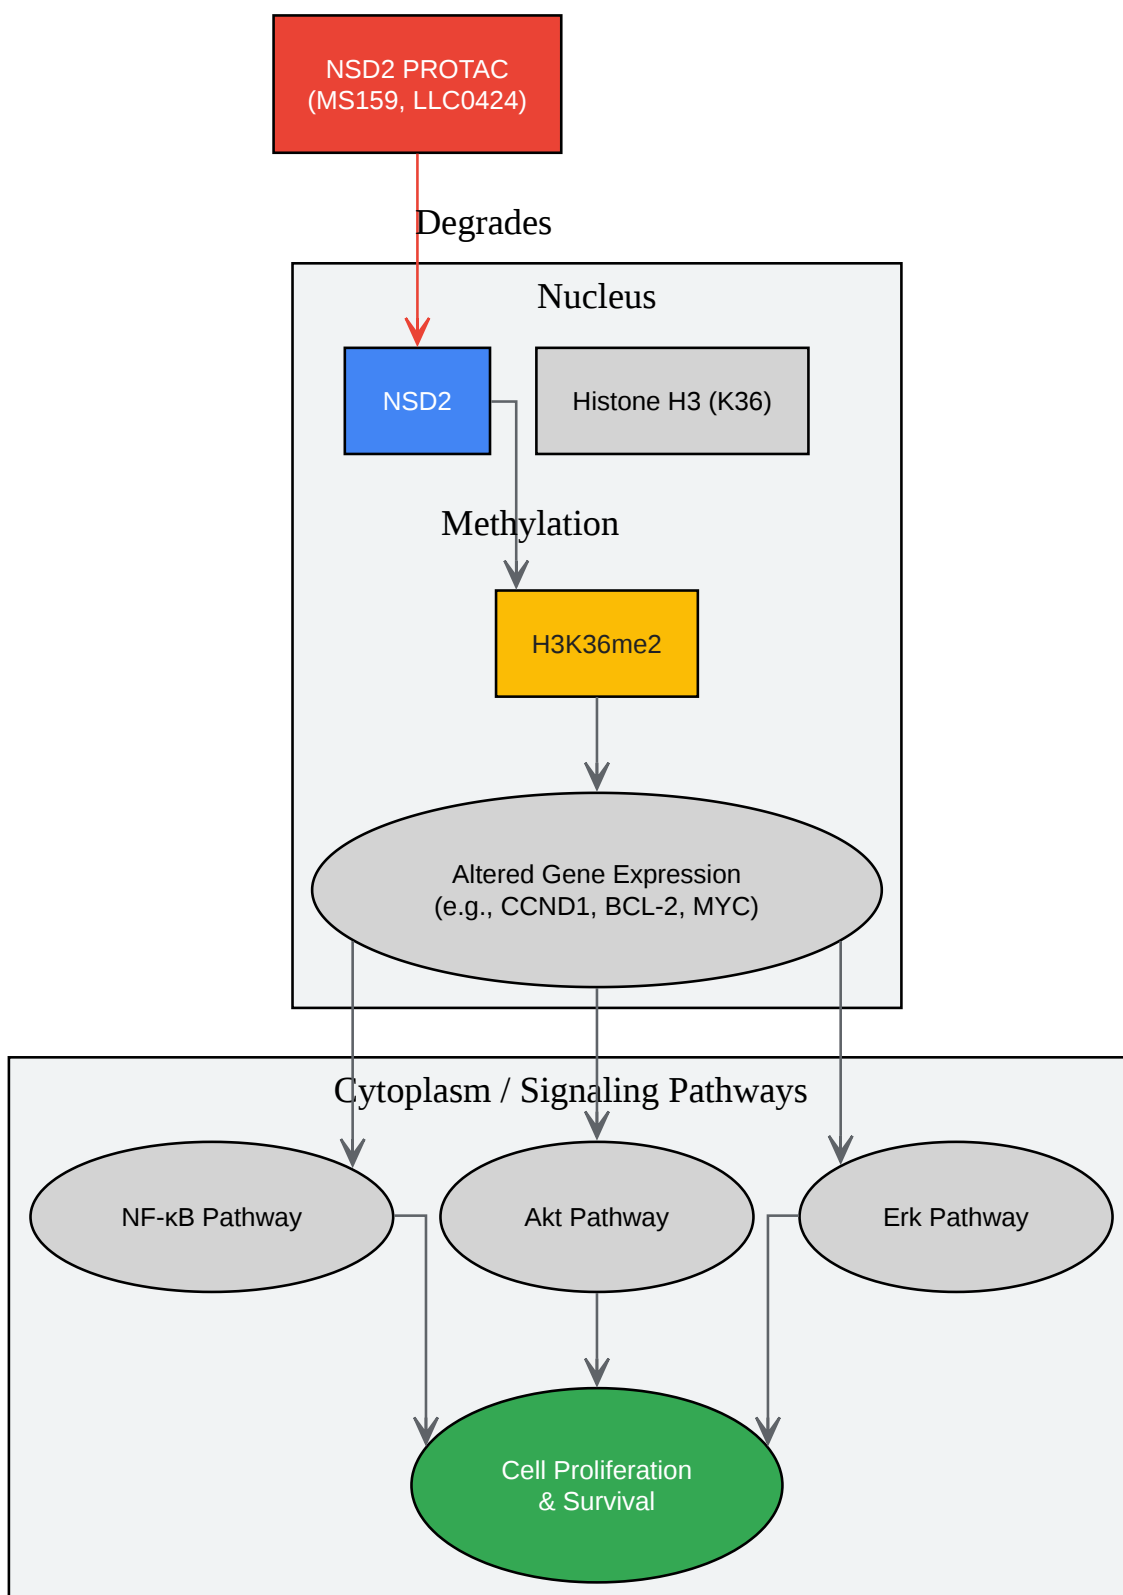 NSD2 PROTAC
(MS159, LLC0424)
Degrades
Nucleus
NSD2
Histone H3 (K36)
Methylation
H3K36me2
Altered Gene Expression
(e.g., CCND1, BCL-2, MYC)
Cytoplasm / Signaling Pathways
NF-κB Pathway
Akt Pathway
Erk Pathway
Cell Proliferation
& Survival